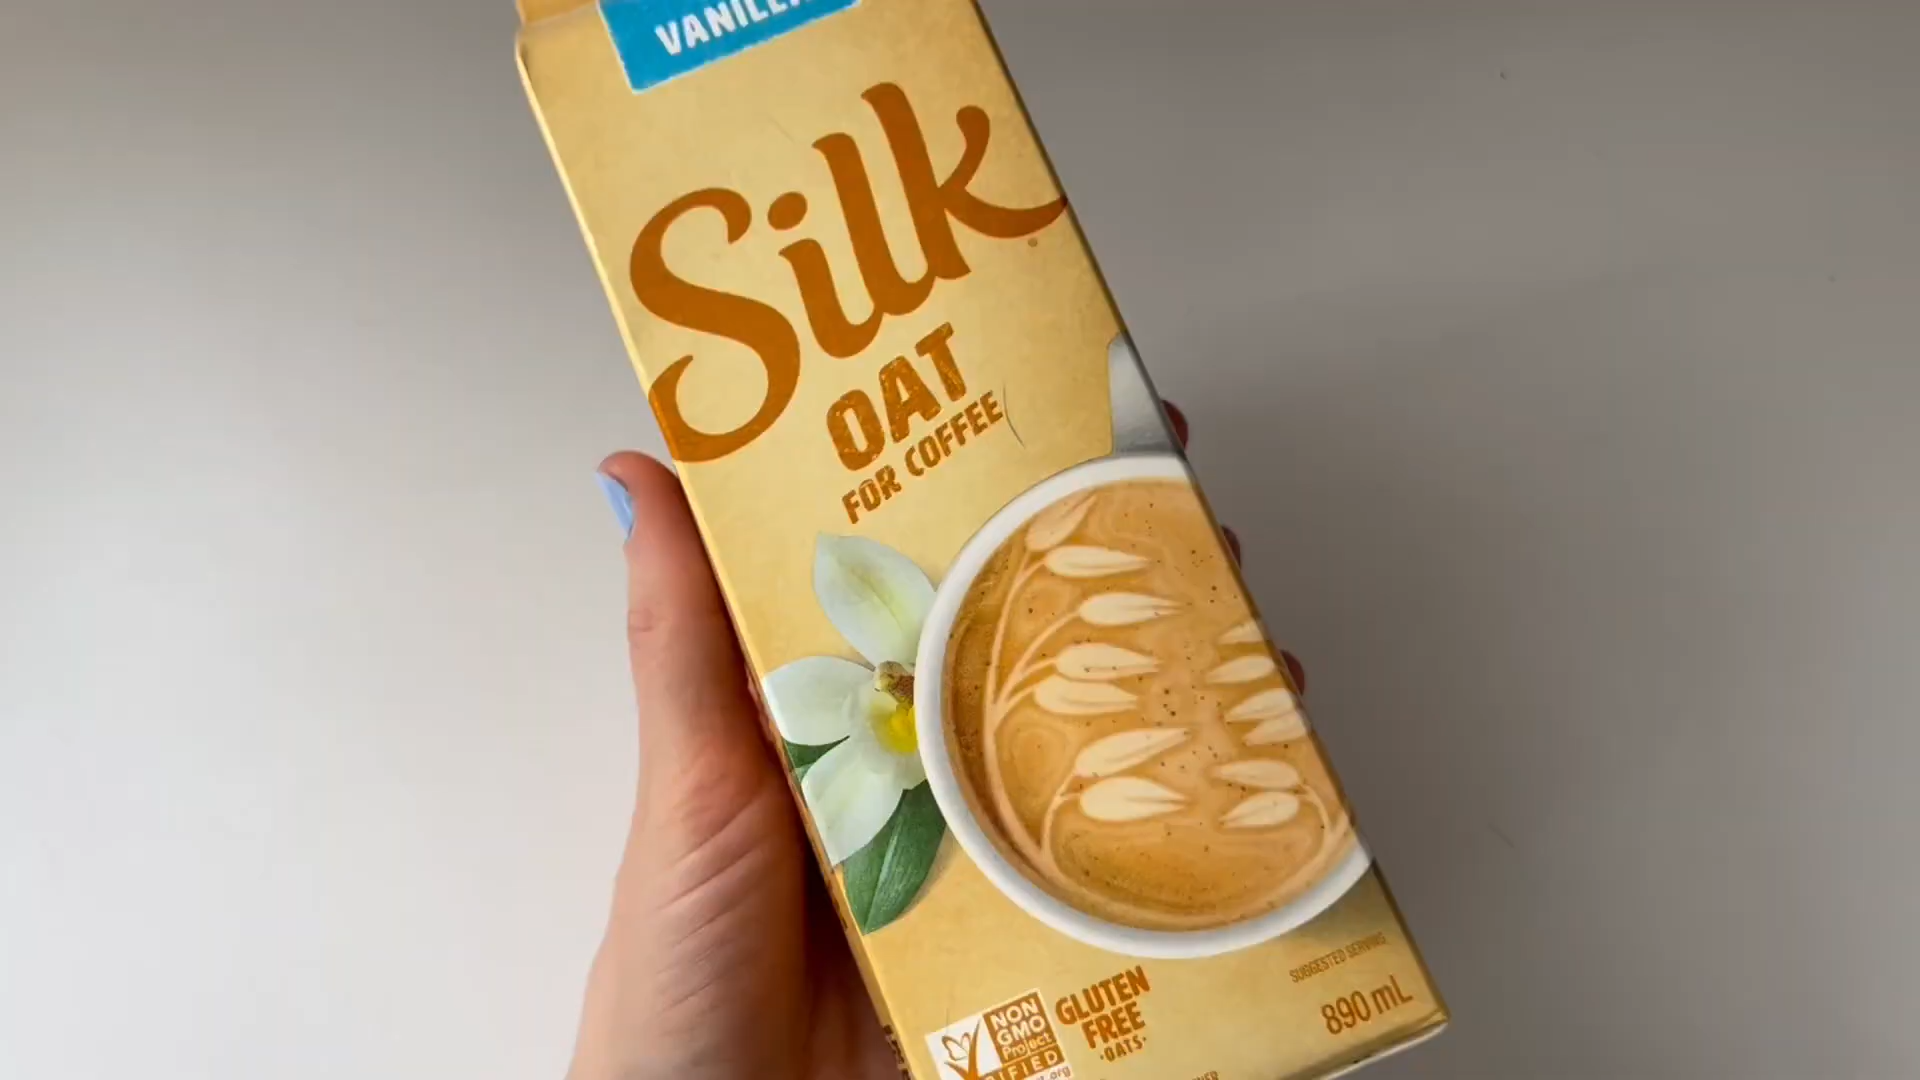 Silk
OAT
FOR COFFEE
SUGGESTED SERVING
890 mL
GLUTEN
FREE
·OATS·
NON
GMO
Project